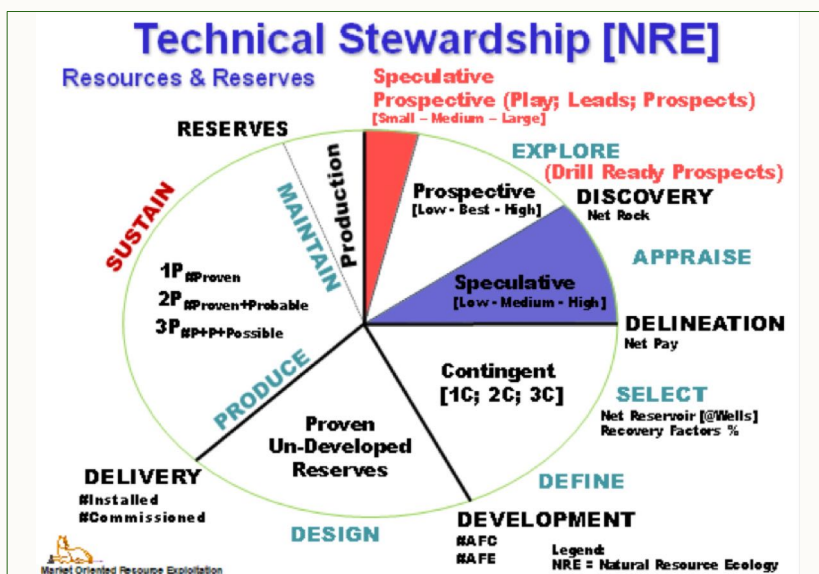 Technical Stewardship [NRE]
Resources & Reserves
Speculative
Prospective (Play; Leads; Prospects)
[Small - Medium - Large]
RESERVES
EXPLORE
(Drill Ready Prospects)
DISCOVERY
Net Rock
Production
MAINTAIN
SUSTAIN
Prospective
[Low - Best - High]
APPRAISE
Speculative
[Low - Medium - High]
1P #Proven
2P #Proven+Probable
3P #P+P+Possible
DELINEATION
Net Pay
Contingent
[1C; 2C; 3C]
SELECT
Net Reservoir [@Wells]
Recovery Factors %
PRODUCE
Proven
Un-Developed
Reserves
DELIVERY
#Installed
#Commissioned
DEFINE
DESIGN
DEVELOPMENT
#AFC
#AFE
Legend:
NRE = Natural Resource Ecology
Market Oriented Resource Exploitation